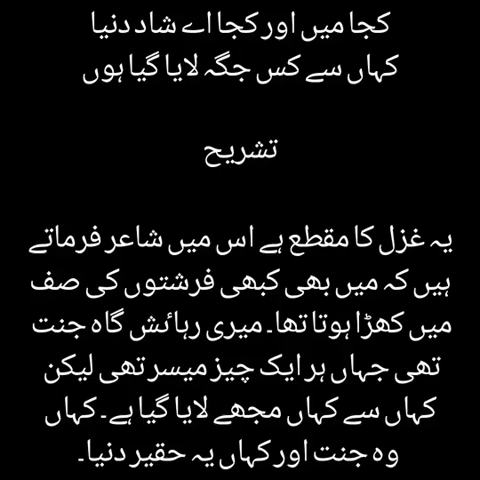 کجا میں اور کجا اے شاد دنیا
کہاں سے کس جگہ لایا گیا ہوں
تشریح
یہ غزل کا مقطع ہے اس میں شاعر فرماتے
ہیں کہ میں بھی کبھی فرشتوں کی صف
میں کھڑا ہوتا تھا۔ میری رہائش گاہ جنت
تھی جہاں ہر ایک چیز میسر تھی لیکن
کہاں سے کہاں مجھے لایا گیا ہے۔ کہاں
وہ جنت اور کہاں یہ حقیر دنیا۔